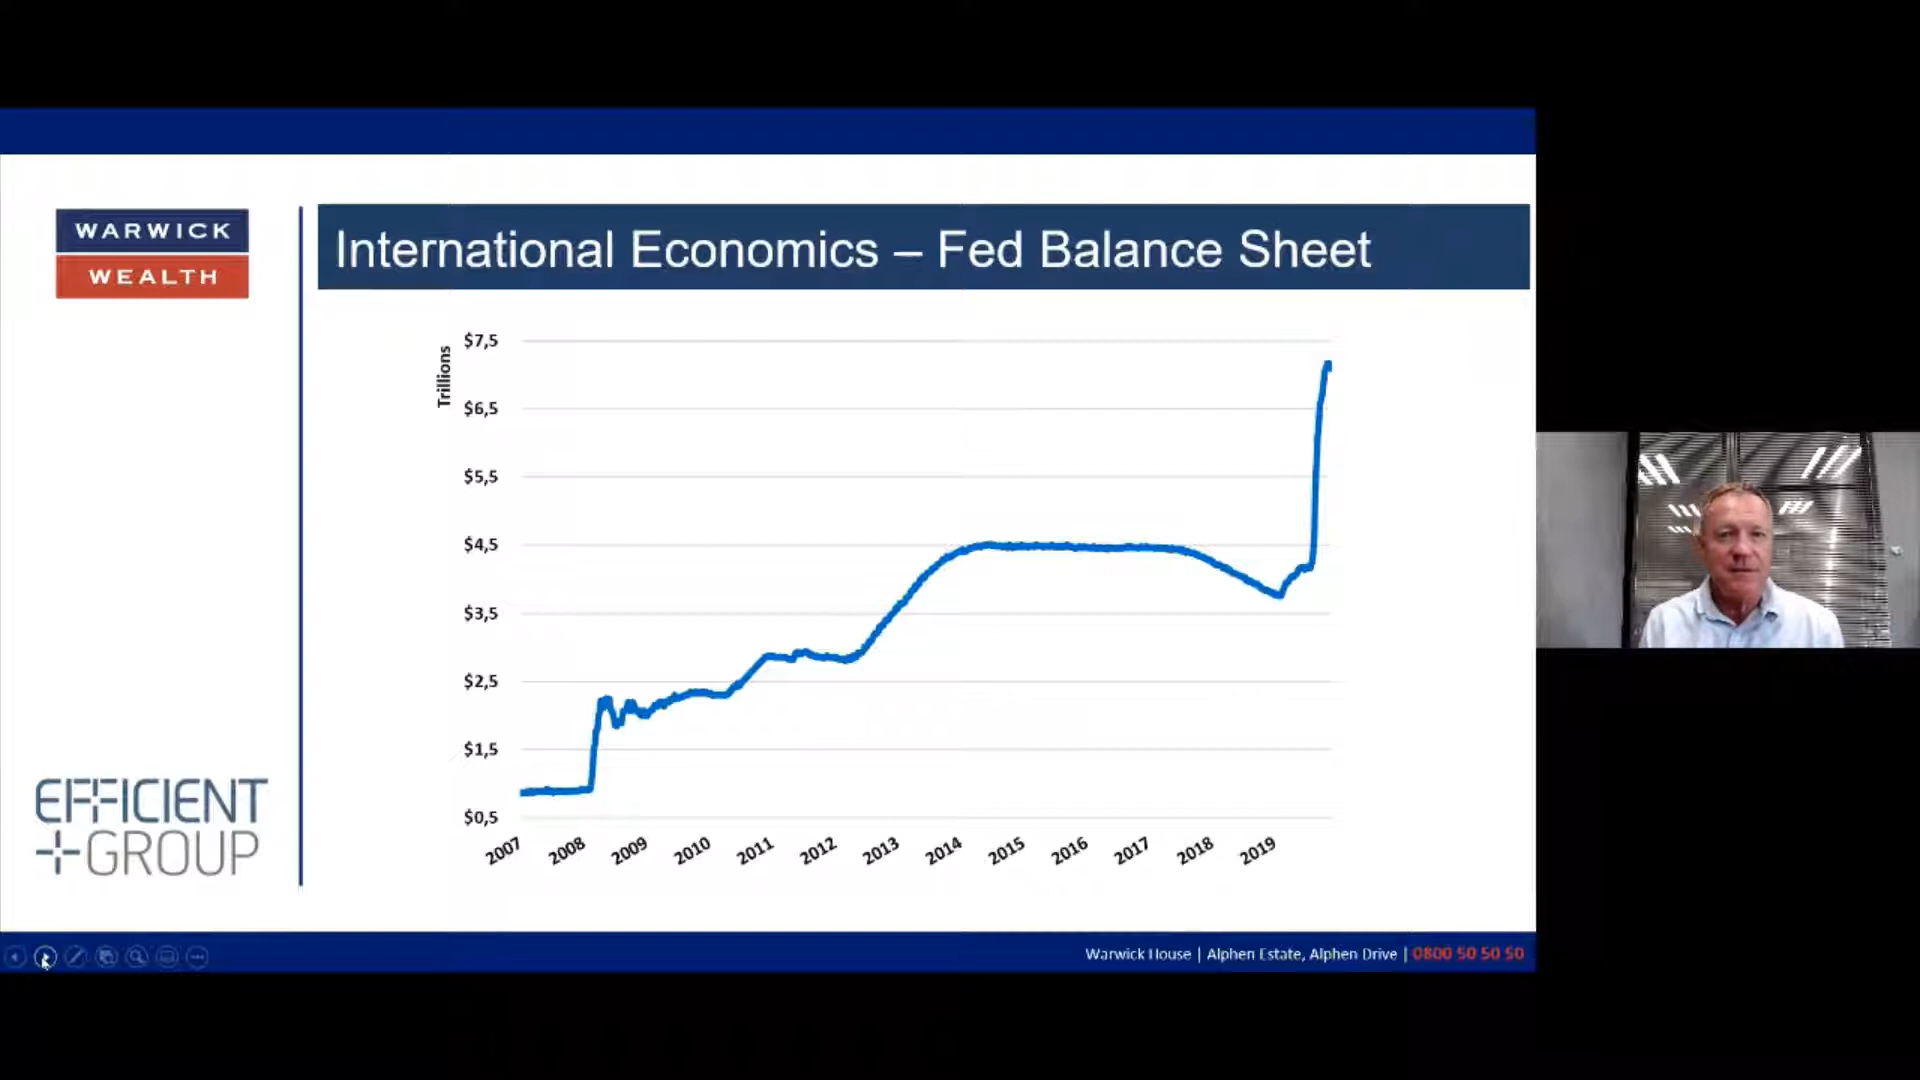 WARWICK
WEALTH
International Economics – Fed Balance Sheet
Trillions
$7,5
$6,5
$5,5
$4,5
$3,5
$2,5
$1,5
$0,5
2007 2008 2009 2010 2011 2012 2013 2014 2015 2016 2017 2018 2019
EFFICIENT
GROUP
Warwick House | Alphen Estate, Alphen Drive | 0800 50 50 50